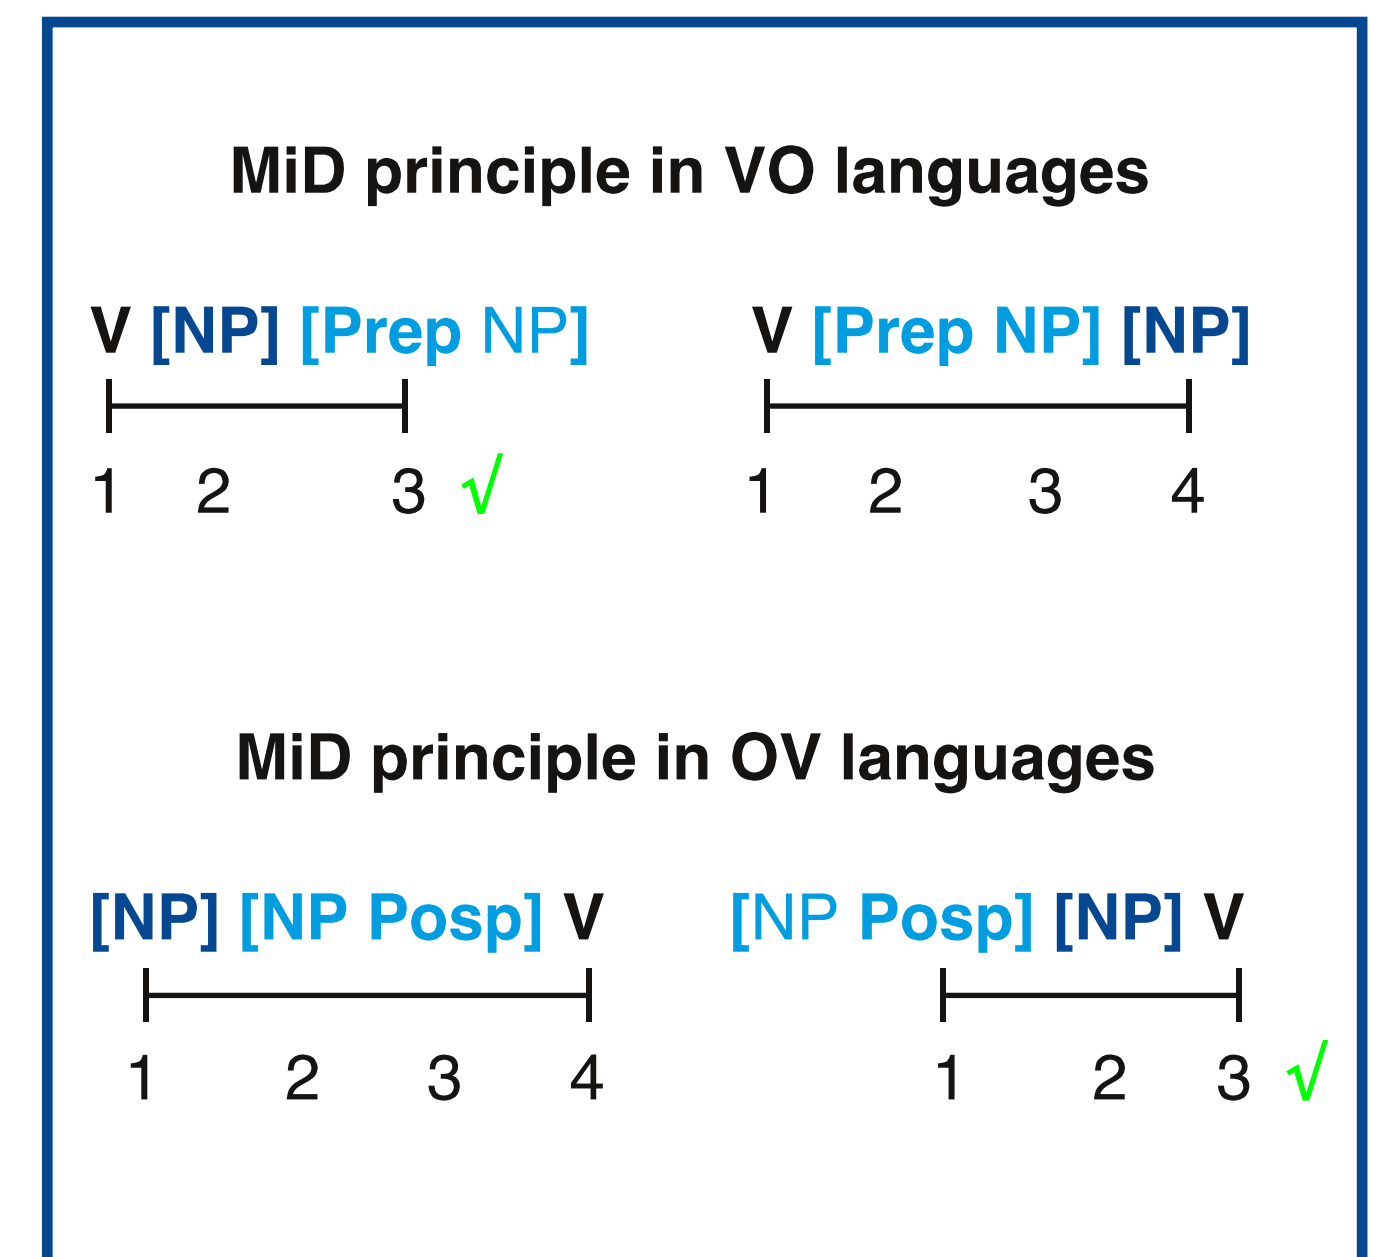 MiD principle in VO languages
V [NP] [Prep NP] V [Prep NP] [NP]
1 2 3 √ 1 2 3 4
MiD principle in OV languages
[NP] [NP Posp] V [NP Posp] [NP] V
1 2 3 4 1 2 3 √